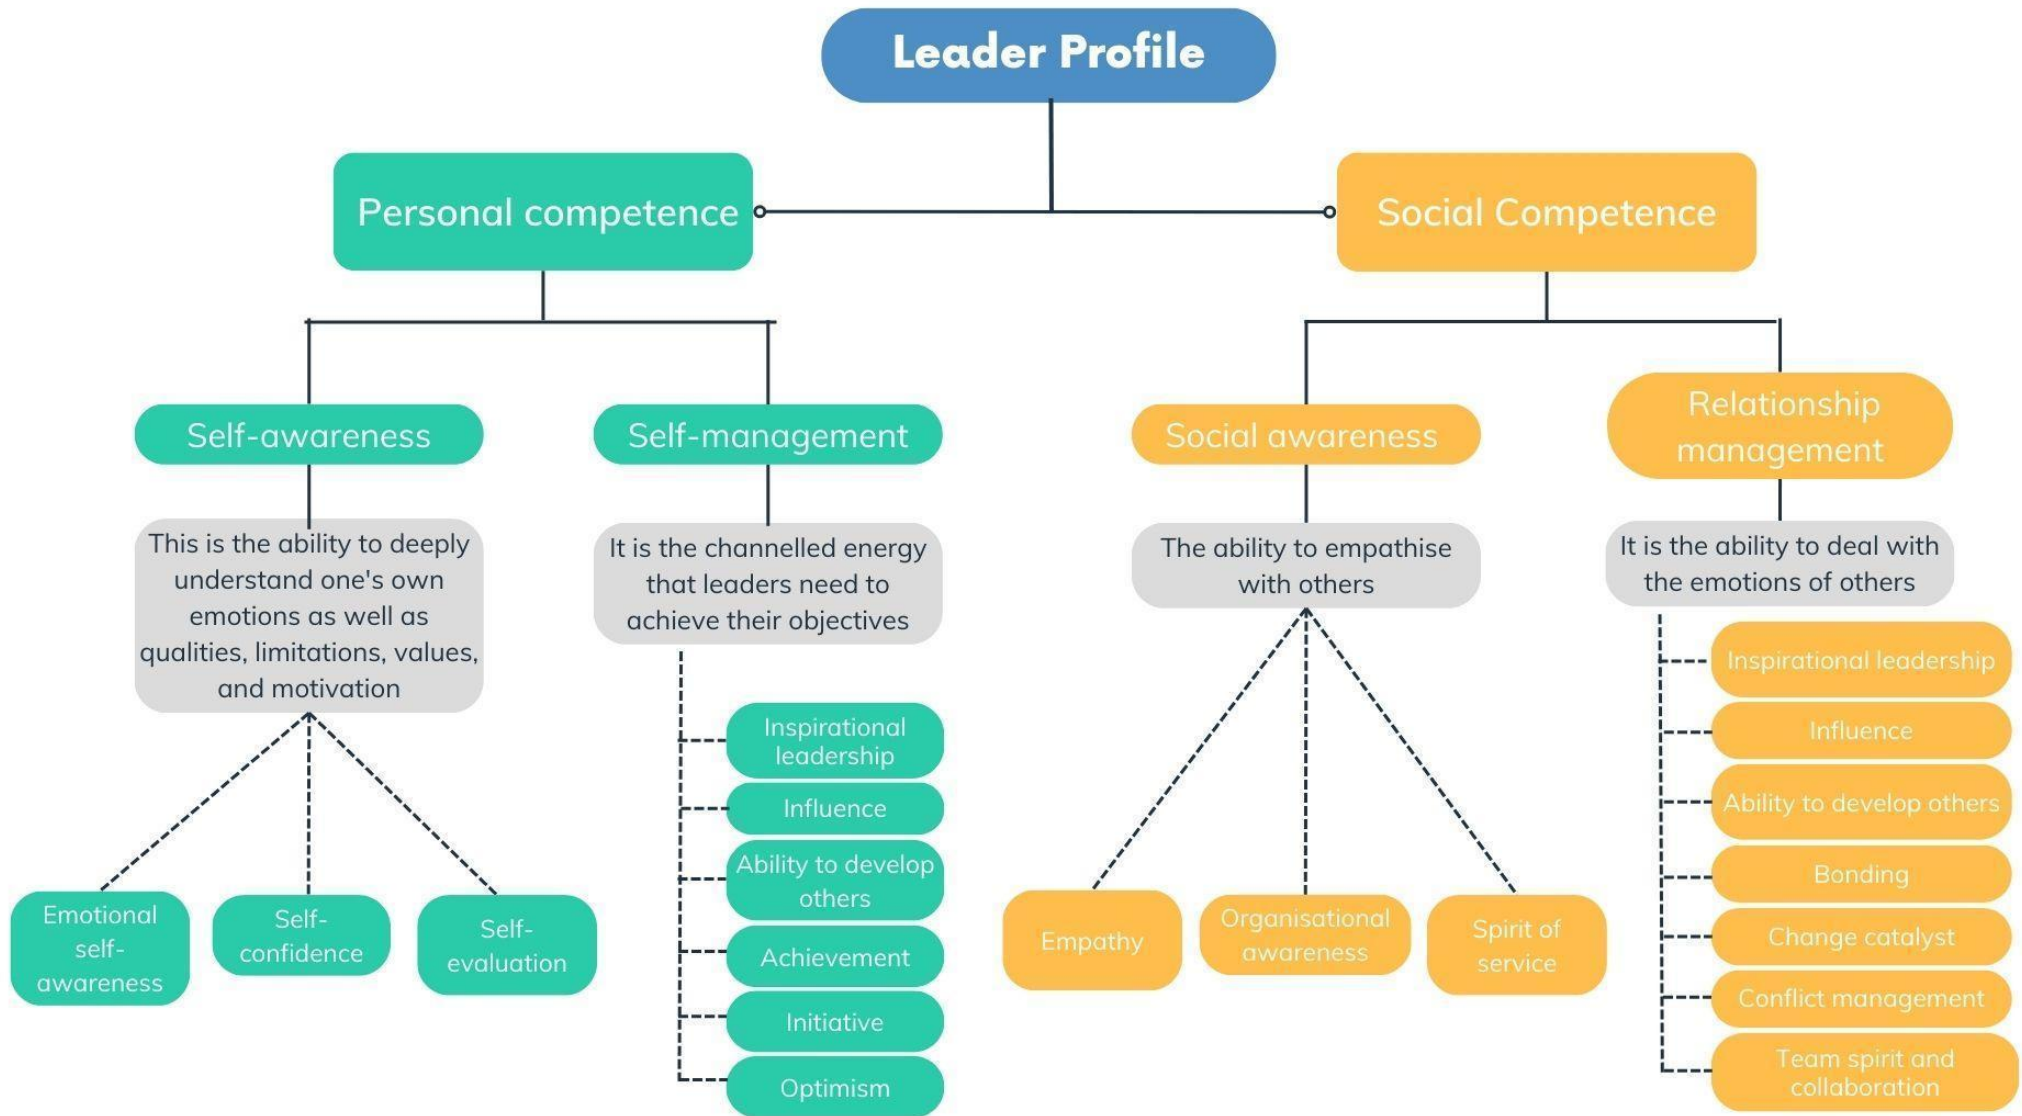 Leader Profile
Personal competence
Social Competence
Self-awareness
Self-management
Social awareness
Relationship
management
This is the ability to deeply
understand one's own
emotions as well as
qualities, limitations, values,
and motivation
It is the channelled energy
that leaders need to
achieve their objectives
The ability to empathise
with others
It is the ability to deal with
the emotions of others
Emotional
self-
awareness
Self-
confidence
Self-
evaluation
Inspirational
leadership
Influence
Ability to develop
others
Achievement
Initiative
Optimism
Empathy
Organisational
awareness
Spirit of
service
Inspirational leadership
Influence
Ability to develop others
Bonding
Change catalyst
Conflict management
Team spirit and
collaboration